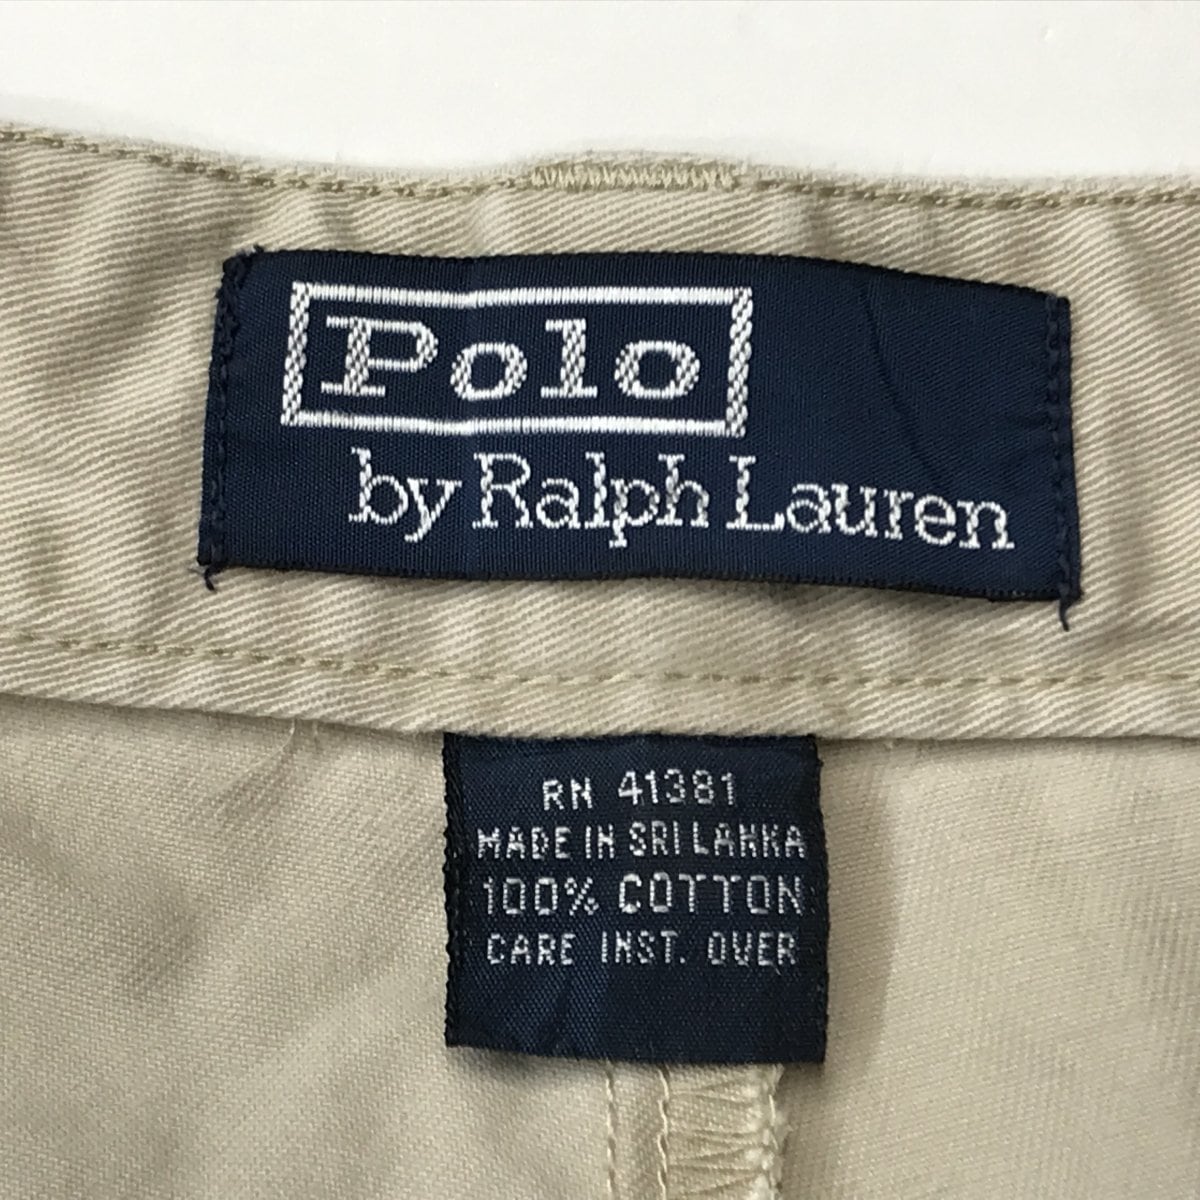 Polo
by Ralph Lauren
RN 41381
MADE IN SRI LANKA
100% COTTON
CARE INST. OVER